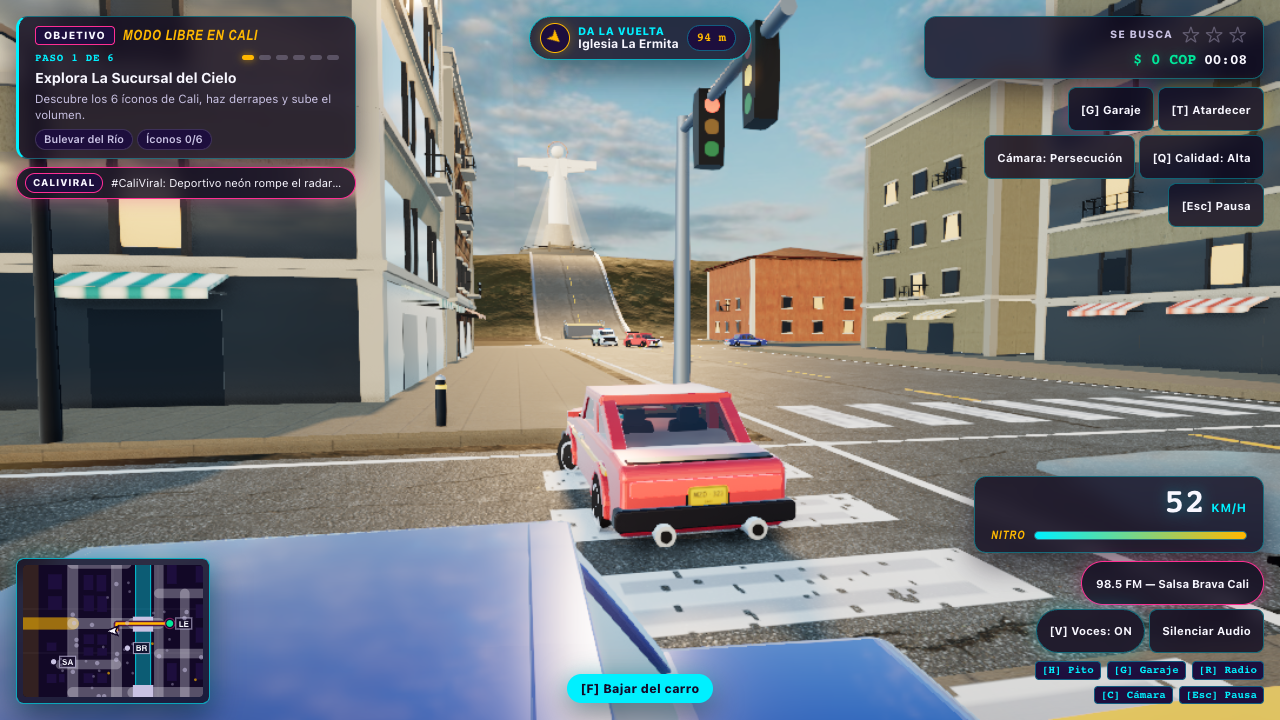 OBJETIVO MODO LIBRE EN CALI
PASO 1 DE 6
Explora La Sucursal del Cielo
Descubre los 6 íconos de Cali, haz derrapes y sube el
volumen.
Bulevar del Río Íconos 0/6
CALIVIRAL #CaliViral: Deportivo neón rompe el radar...
DA LA VUELTA
Iglesia La Ermita 94 m
SE BUSCA
$ 0 COP 00:08
[G] Garaje [T] Atardecer
Cámara: Persecución [Q] Calidad: Alta
[Esc] Pausa
52 KM/H
NITRO
98.5 FM — Salsa Brava Cali
[V] Voces: ON Silenciar Audio
[H] Pito [G] Garaje [R] Radio
[C] Cámara [Esc] Pausa
[F] Bajar del carro
LE
BR
SA